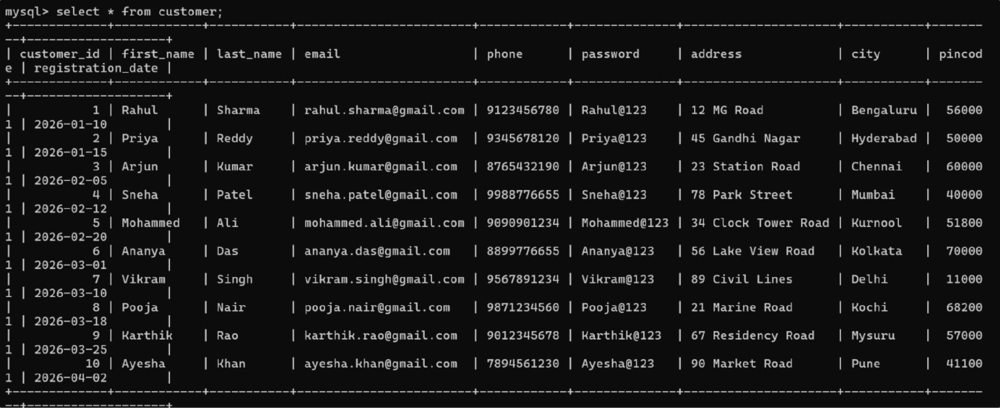 mysql> select * from customer;
+-------------+------------+-----------+------------------------+------------+--------------+---------------------+-----------+-------
--+-------------------+
| customer_id | first_name | last_name | email                  | phone      | password     | address             | city      | pincod
e | registration_date |
+-------------+------------+-----------+------------------------+------------+--------------+---------------------+-----------+-------
--+-------------------+
|           1 | Rahul      | Sharma    | rahul.sharma@gmail.com | 9123456780 | Rahul@123    | 12 MG Road          | Bengaluru |  56000
1 | 2026-01-10        |
|           2 | Priya      | Reddy     | priya.reddy@gmail.com  | 9345678120 | Priya@123    | 45 Gandhi Nagar     | Hyderabad |  50000
1 | 2026-01-15        |
|           3 | Arjun      | Kumar     | arjun.kumar@gmail.com  | 8765432190 | Arjun@123    | 23 Station Road     | Chennai   |  60000
1 | 2026-02-05        |
|           4 | Sneha      | Patel     | sneha.patel@gmail.com  | 9988776655 | Sneha@123    | 78 Park Street      | Mumbai    |  40000
1 | 2026-02-12        |
|           5 | Mohammed   | Ali       | mohammed.ali@gmail.com | 9090901234 | Mohammed@123 | 34 Clock Tower Road | Kurnool   |  51800
1 | 2026-02-20        |
|           6 | Ananya     | Das       | ananya.das@gmail.com   | 8899776655 | Ananya@123   | 56 Lake View Road   | Kolkata   |  70000
1 | 2026-03-01        |
|           7 | Vikram     | Singh     | vikram.singh@gmail.com | 9567891234 | Vikram@123   | 89 Civil Lines      | Delhi     |  11000
1 | 2026-03-10        |
|           8 | Pooja      | Nair      | pooja.nair@gmail.com   | 9871234560 | Pooja@123    | 21 Marine Road      | Kochi     |  68200
1 | 2026-03-18        |
|           9 | Karthik    | Rao       | karthik.rao@gmail.com  | 9012345678 | Karthik@123  | 67 Residency Road   | Mysuru    |  57000
1 | 2026-03-25        |
|          10 | Ayesha     | Khan      | ayesha.khan@gmail.com  | 7894561230 | Ayesha@123   | 90 Market Road      | Pune      |  41100
1 | 2026-04-02        |
+-------------+------------+-----------+------------------------+------------+--------------+---------------------+-----------+-------
--+-------------------+